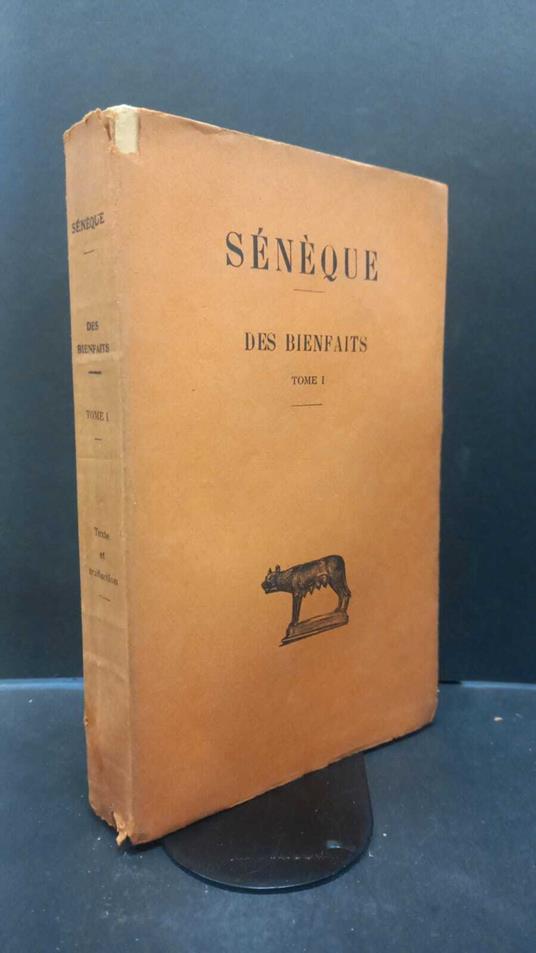 SÉNÈQUE
DES
BIENFAITS
TOME I
Texte
et
traduction
SÉNÈQUE
DES BIENFAITS
TOME I